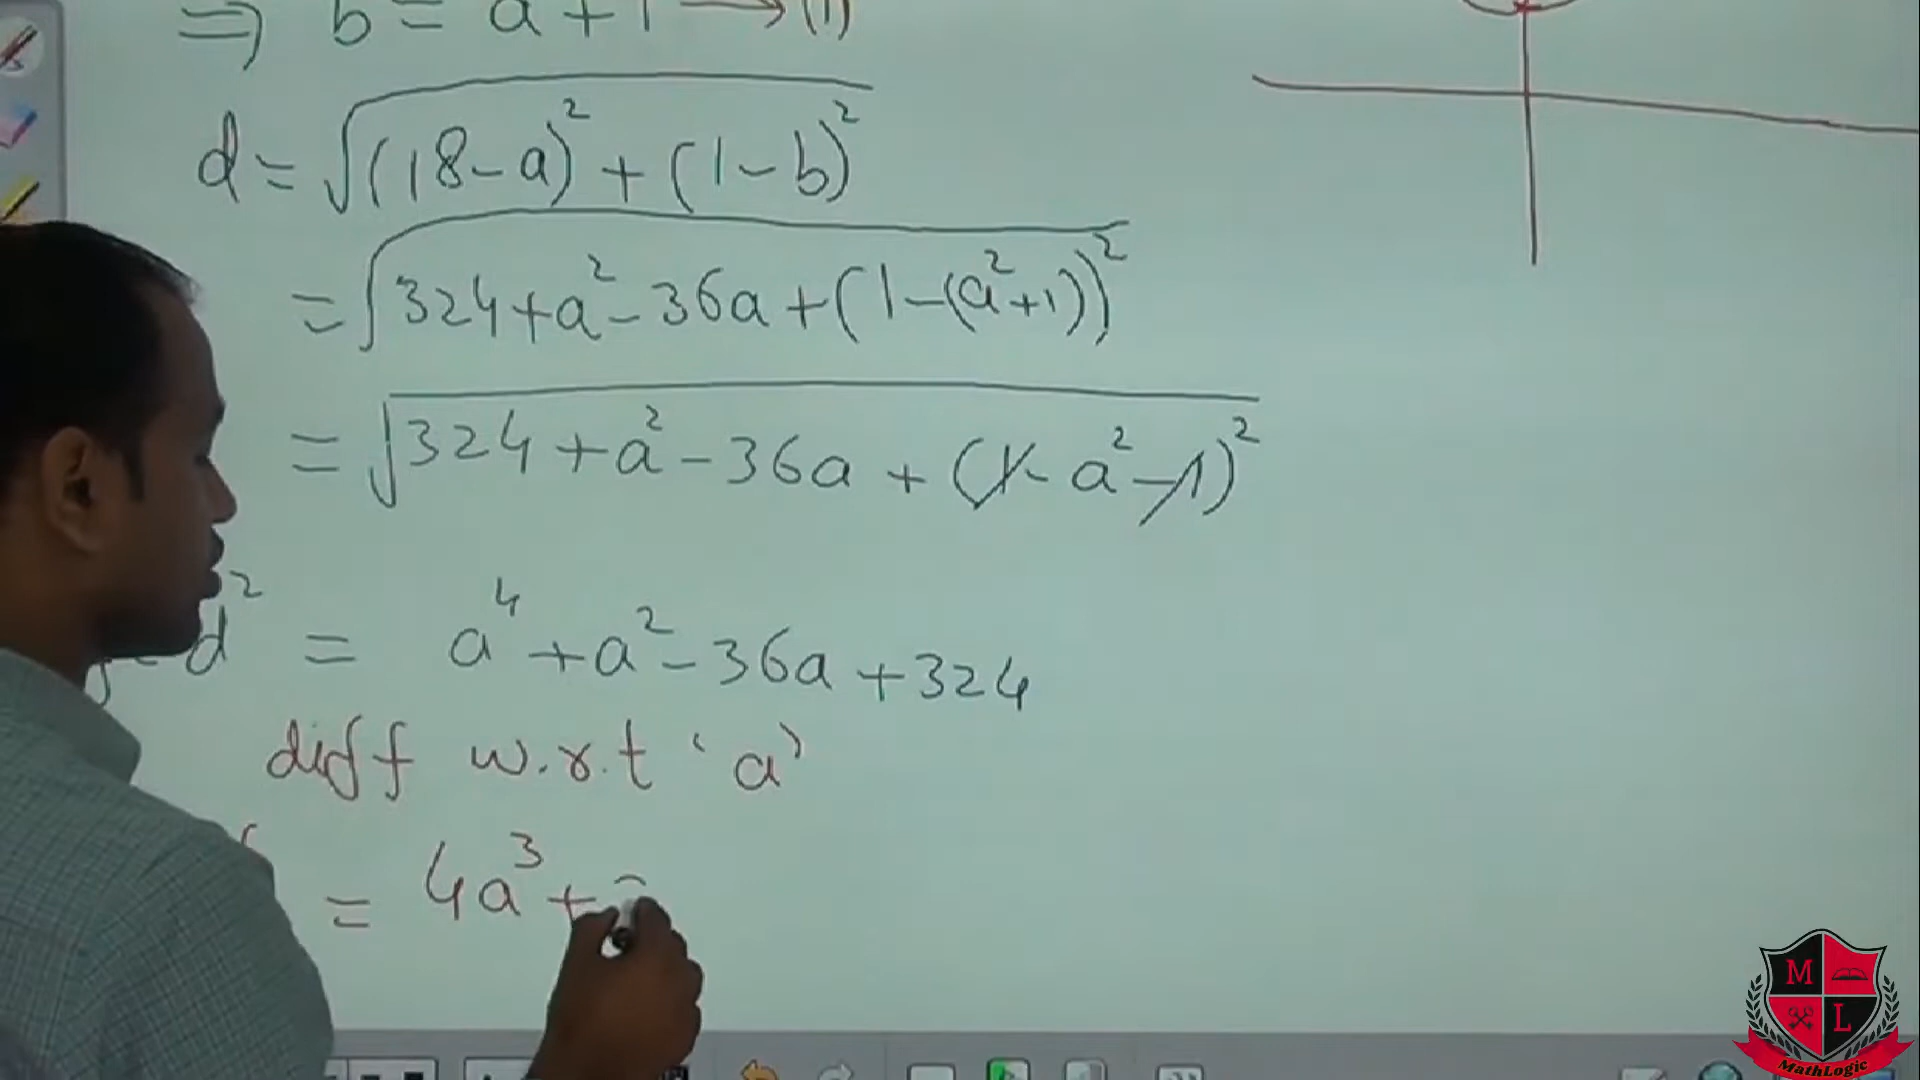 ⇒ b = a + 1 → (1)
d = √((18-a)² + (1-b)²)
= √(324 + a² - 36a + (1-(a²+1))²)
= √(324 + a² - 36a + (1 - a² - 1)²)
d² = a⁴ + a² - 36a + 324
diff w.r.t 'a'
= 4a³ +
M L
MathLogic